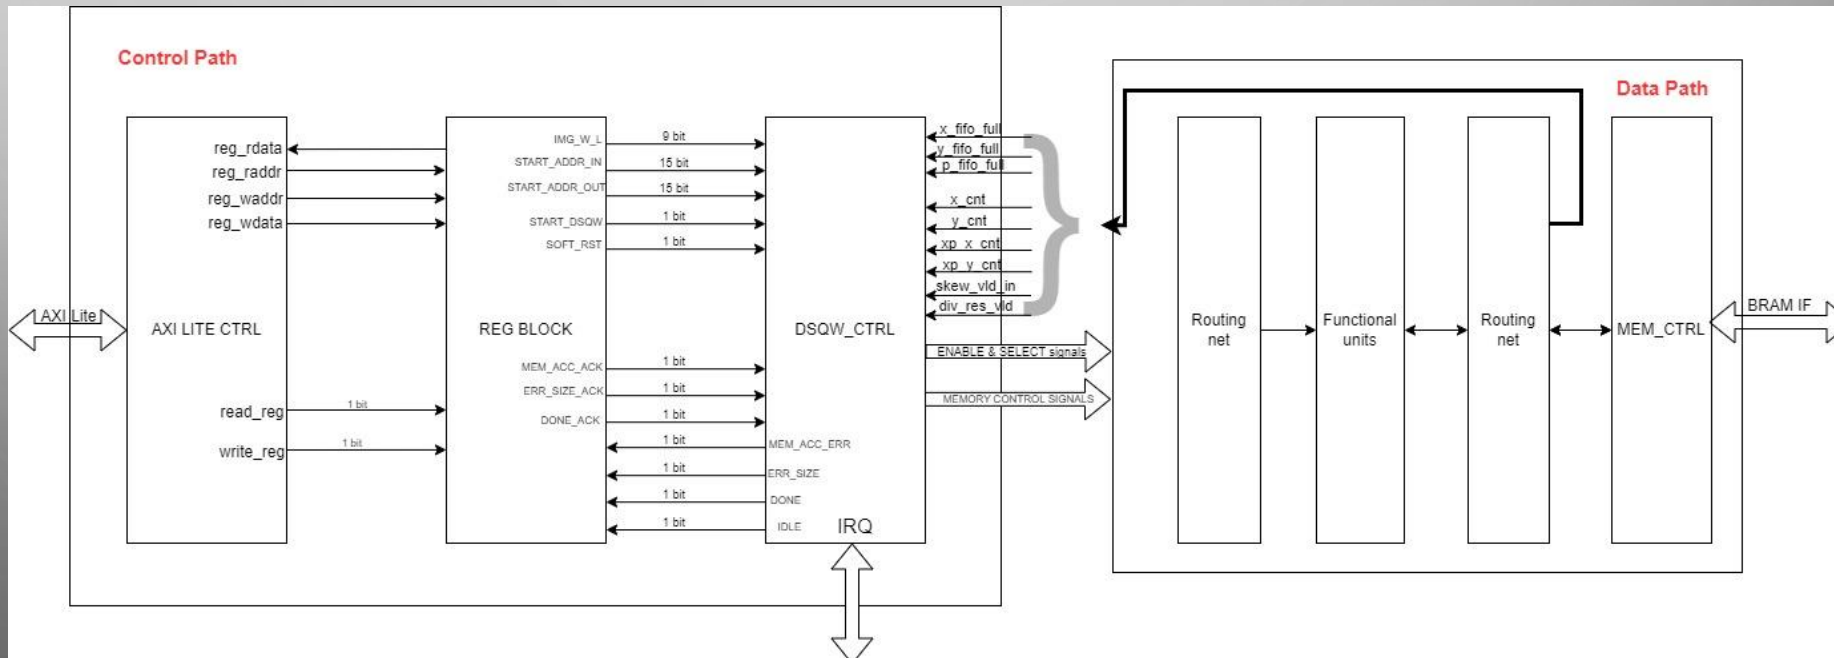 Control Path
Data Path
AXI Lite
reg_rdata
reg_raddr
reg_waddr
reg_wdata
AXI LITE CTRL
read_reg
write_reg
1 bit
1 bit
IMG_W_L
START_ADDR_IN
START_ADDR_OUT
START_DSQW
SOFT_RST
REG BLOCK
MEM_ACC_ACK
ERR_SIZE_ACK
DONE_ACK
9 bit
15 bit
15 bit
1 bit
1 bit
1 bit
1 bit
1 bit
1 bit
1 bit
1 bit
1 bit
DSQW_CTRL
MEM_ACC_ERR
ERR_SIZE
DONE
IDLE
IRQ
x_fifo_full
y_fifo_full
p_fifo_full
x_cnt
y_cnt
xp_x_cnt
xp_y_cnt
skew_vld_in
div_res_vld
ENABLE & SELECT signals
MEMORY CONTROL SIGNALS
Routing
net
Functional
units
Routing
net
MEM_CTRL
BRAM IF